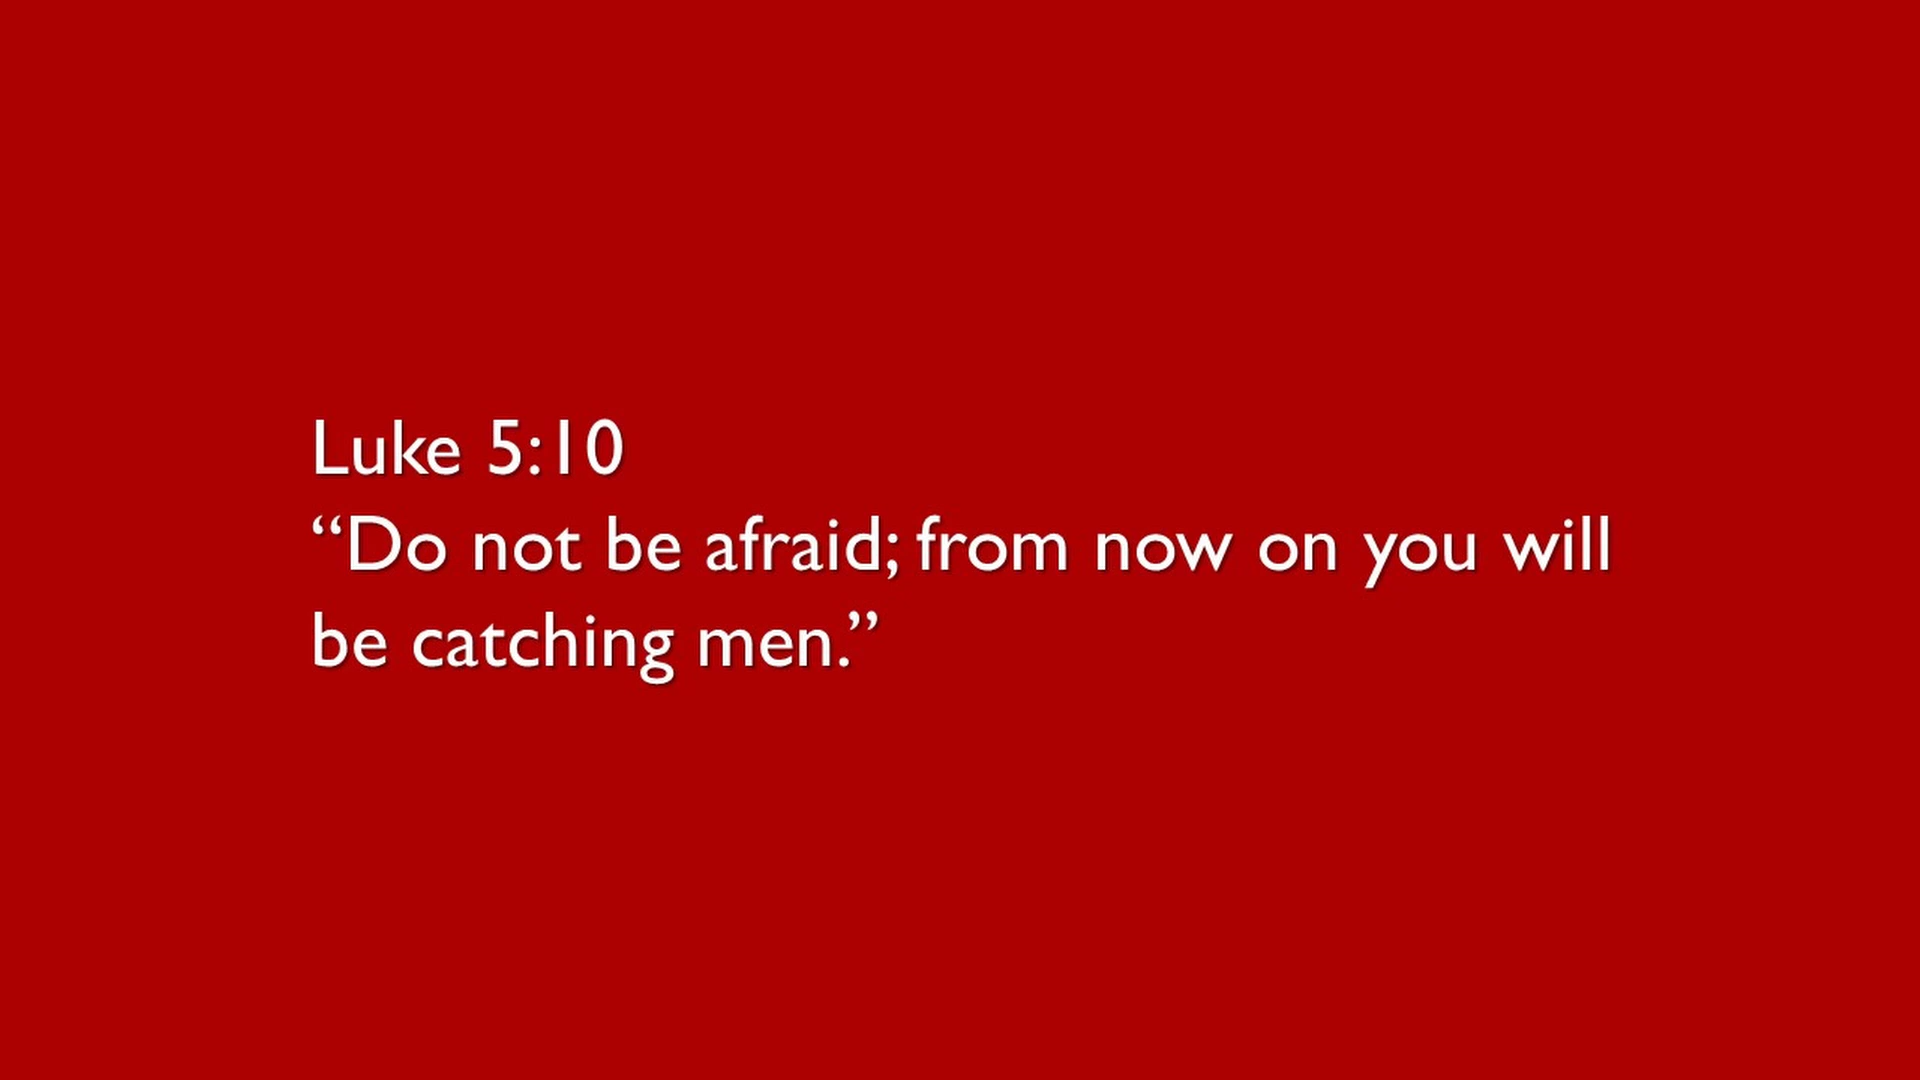 Luke 5:10
“Do not be afraid; from now on you will
be catching men.”